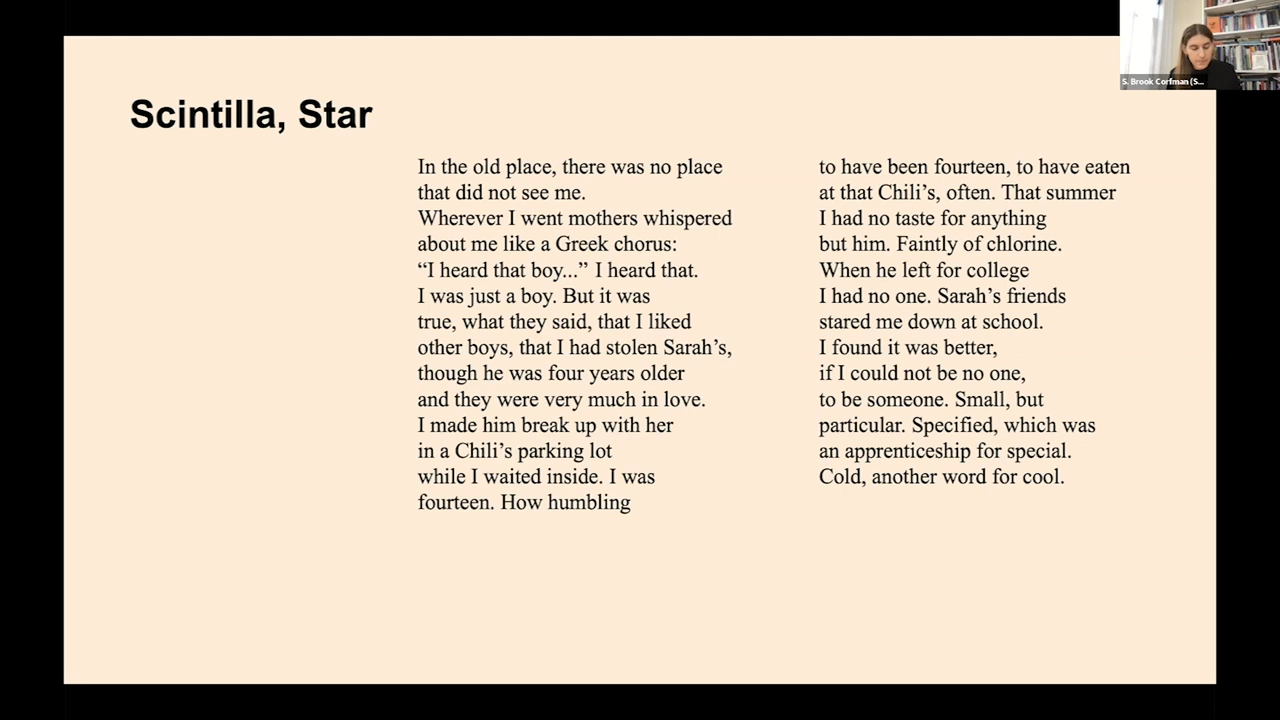 S. Brook Corfman (S...
Scintilla, Star
In the old place, there was no place
that did not see me.
Wherever I went mothers whispered
about me like a Greek chorus:
“I heard that boy...” I heard that.
I was just a boy. But it was
true, what they said, that I liked
other boys, that I had stolen Sarah’s,
though he was four years older
and they were very much in love.
I made him break up with her
in a Chili’s parking lot
while I waited inside. I was
fourteen. How humbling
to have been fourteen, to have eaten
at that Chili’s, often. That summer
I had no taste for anything
but him. Faintly of chlorine.
When he left for college
I had no one. Sarah’s friends
stared me down at school.
I found it was better,
if I could not be no one,
to be someone. Small, but
particular. Specified, which was
an apprenticeship for special.
Cold, another word for cool.